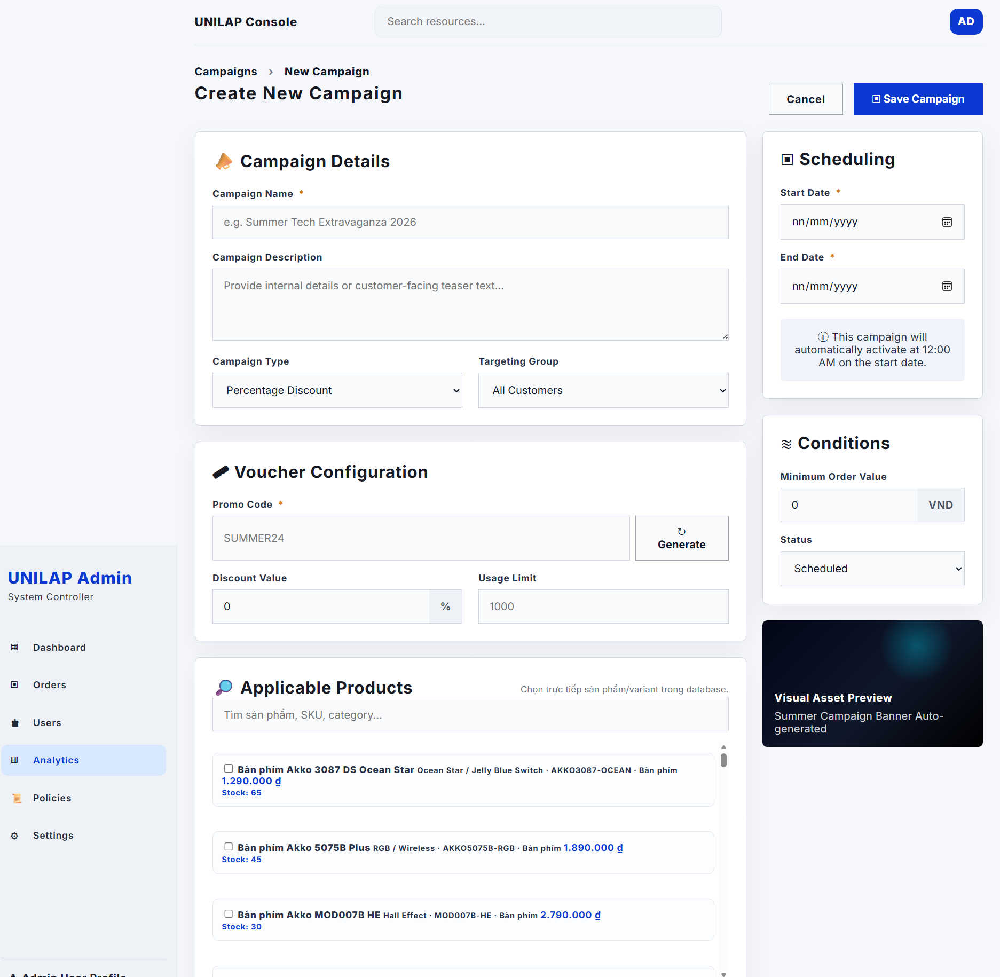 UNILAP Console
Search resources...
AD
Campaigns › New Campaign
Create New Campaign
Cancel
Save Campaign
Campaign Details
Campaign Name *
e.g. Summer Tech Extravaganza 2026
Campaign Description
Provide internal details or customer-facing teaser text...
Campaign Type
Targeting Group
Percentage Discount
All Customers
Voucher Configuration
Promo Code *
SUMMER24
↻
Generate
Discount Value
Usage Limit
0
%
1000
Applicable Products
Chọn trực tiếp sản phẩm/variant trong database.
Tìm sản phẩm, SKU, category...
Bàn phím Akko 3087 DS Ocean Star Ocean Star / Jelly Blue Switch · AKKO3087-OCEAN · Bàn phím
1.290.000 ₫
Stock: 65
Bàn phím Akko 5075B Plus RGB / Wireless · AKKO5075B-RGB · Bàn phím 1.890.000 ₫
Stock: 45
Bàn phím Akko MOD007B HE Hall Effect · MOD007B-HE · Bàn phím 2.790.000 ₫
Stock: 30
Scheduling
Start Date *
nn/mm/yyyy
End Date *
nn/mm/yyyy
ⓘ This campaign will
automatically activate at 12:00
AM on the start date.
Conditions
Minimum Order Value
0
VND
Status
Scheduled
Visual Asset Preview
Summer Campaign Banner Auto-
generated
UNILAP Admin
System Controller
Dashboard
Orders
Users
Analytics
Policies
Settings
Admin User Profile